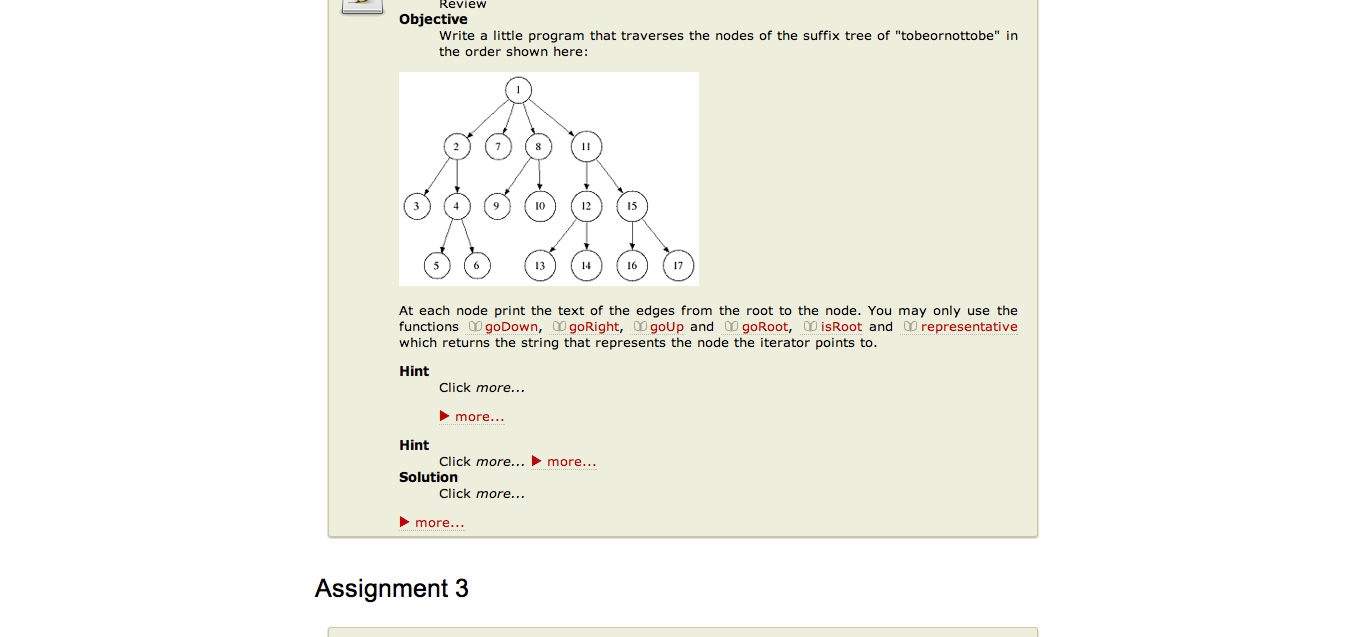 Review
Objective
Write a little program that traverses the nodes of the suffix tree of "tobeornottobe" in
the order shown here:
1
2 7 8 11
3 4 9 10 12 15
5 6 13 14 16 17
At each node print the text of the edges from the root to the node. You may only use the
functions goDown, goRight, goUp and goRoot, isRoot and representative
which returns the string that represents the node the iterator points to.
Hint
Click more...
more...
Hint
Click more... more...
Solution
Click more...
more...
Assignment 3